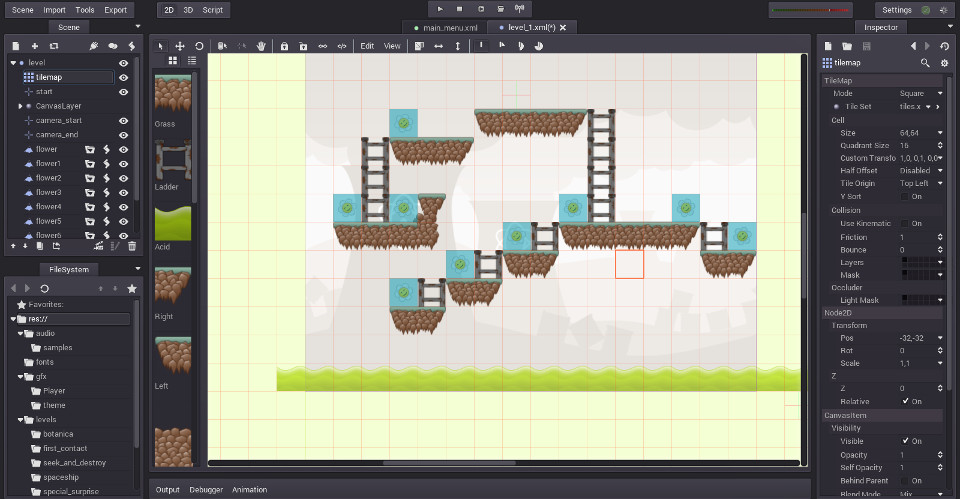 Scene Import Tools Export 2D 3D Script Settings
Scene
main_menu.xml level_1.xml(*)
Inspector
Edit View
level
tilemap
start
CanvasLayer
camera_start
camera_end
flower
flower1
flower2
flower3
flower4
flower5
flower6
FileSystem
Favorites:
res://
audio
samples
fonts
gfx
Player
theme
levels
botanica
first_contact
seek_and_destroy
spaceship
special_surprise
Grass
Ladder
Acid
Right
Left
Output Debugger Animation
tilemap
TileMap
Mode Square
Tile Set tiles.x
Cell
Size 64,64
Quadrant Size 16
Custom Transfo 1,0, 0,1, 0,0
Half Offset Disabled
Tile Origin Top Left
Y Sort On
Collision
Use Kinematic On
Friction 1
Bounce 0
Layers
Mask
Occluder
Light Mask
Node2D
Transform
Pos -32,-32
Rot 0
Scale 1,1
Z
Z 0
Relative On
CanvasItem
Visibility
Visible On
Opacity 1
Self Opacity 1
Behind Parent On
Blend Mode Mix